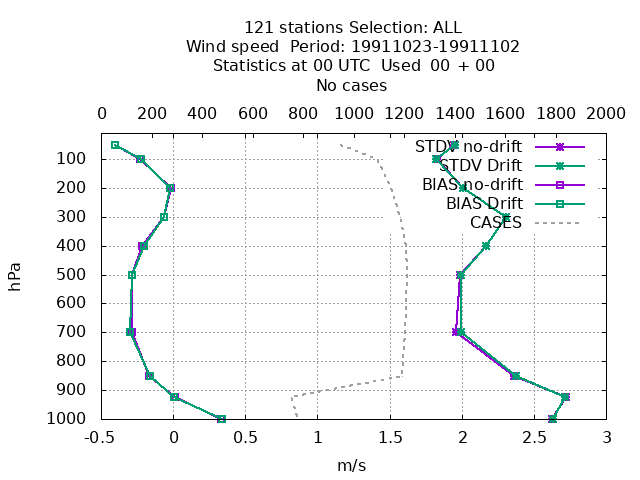 121 stations Selection: ALL
Wind speed  Period: 19911023-19911102
Statistics at 00 UTC  Used  00 + 00
No cases
0 200 400 600 800 1000 1200 1400 1600 1800 2000
STDV no-drift
STDV Drift
BIAS no-drift
BIAS Drift
CASES
100
200
300
400
500
600
700
800
900
1000
hPa
-0.5 0 0.5 1 1.5 2 2.5 3
m/s